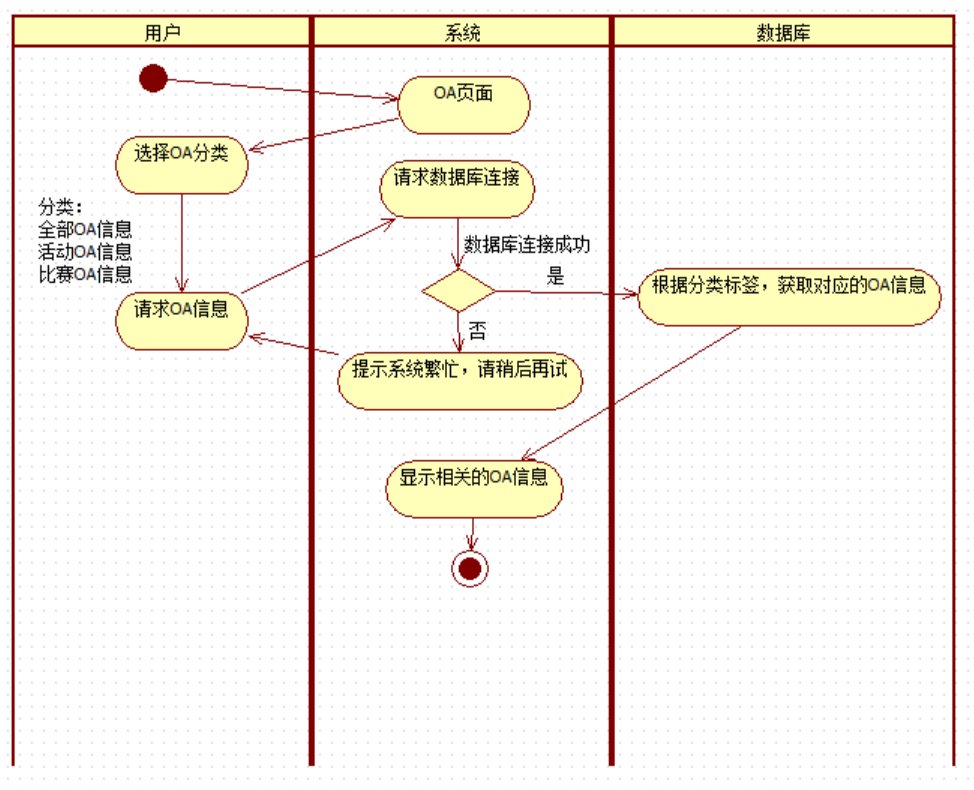 用户
系统
数据库
OA页面
选择OA分类
请求数据库连接
分类：
全部OA信息
活动OA信息
比赛OA信息
数据库连接成功
是
根据分类标签，获取对应的OA信息
请求OA信息
否
提示系统繁忙，请稍后再试
显示相关的OA信息